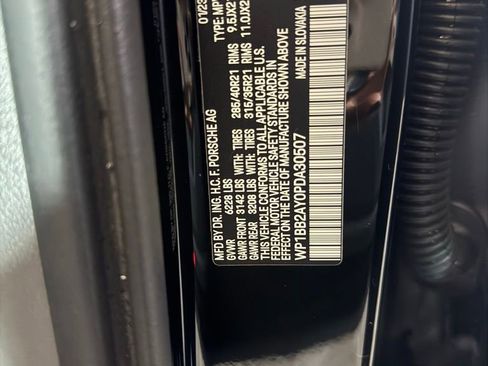 MFD BY DR. ING. H.C. F. PORSCHE AG 01/23
GVWR 6228 LBS TYPE: MP
GAWR FRONT 3142 LBS WITH TIRES 285/40R21 RIMS 9.5JX21
GAWR REAR 3208 LBS WITH TIRES 315/35R21 RIMS 11.0JX2
THIS VEHICLE CONFORMS TO ALL APPLICABLE U.S.
FEDERAL MOTOR VEHICLE SAFETY STANDARDS IN
EFFECT ON THE DATE OF MANUFACTURE SHOWN ABOVE
WP1BB2AY0PDA30507 MADE IN SLOVAKIA